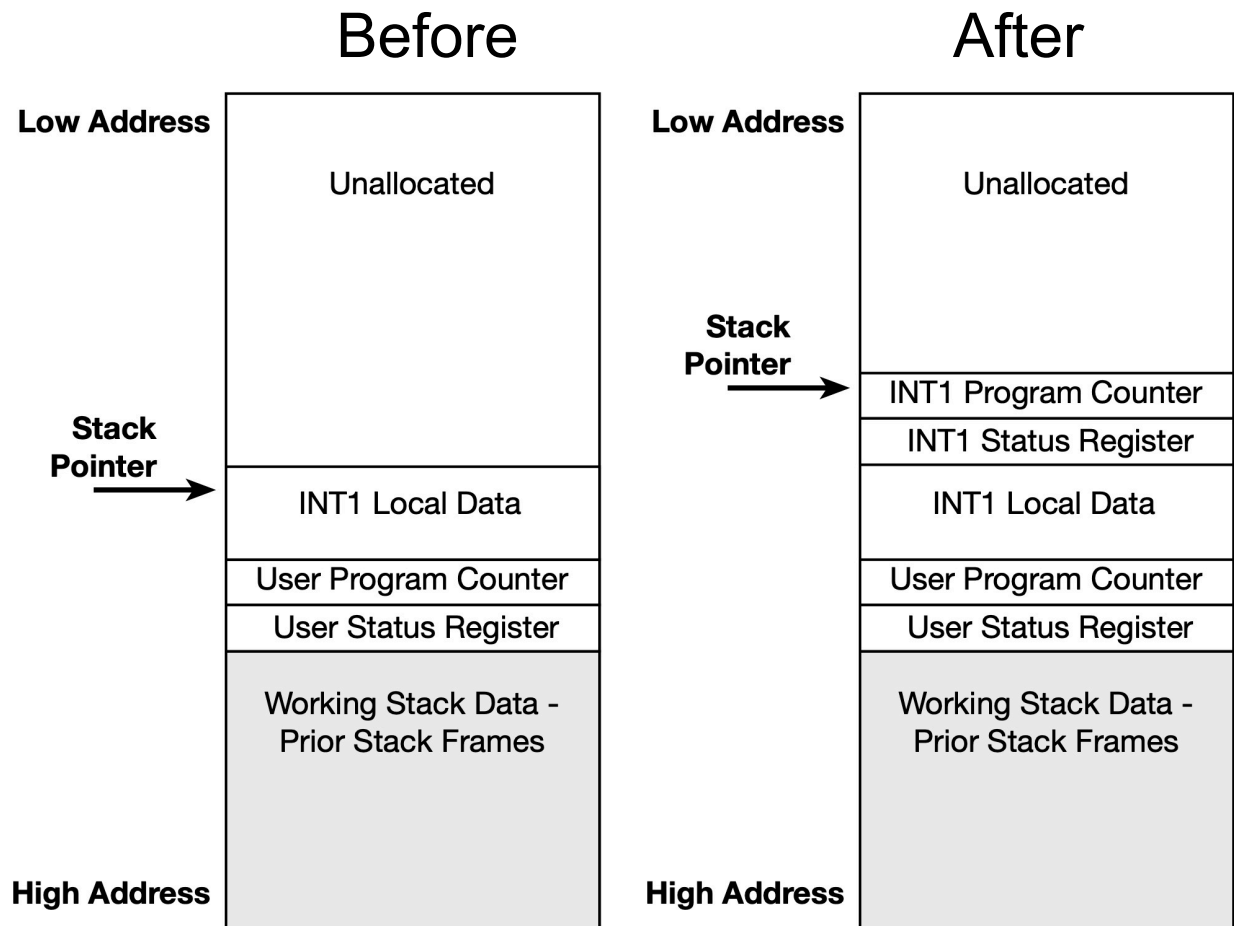 Before
Low Address
Unallocated
Stack
Pointer
INT1 Local Data
User Program Counter
User Status Register
Working Stack Data -
Prior Stack Frames
High Address
After
Low Address
Unallocated
Stack
Pointer
INT1 Program Counter
INT1 Status Register
INT1 Local Data
User Program Counter
User Status Register
Working Stack Data -
Prior Stack Frames
High Address